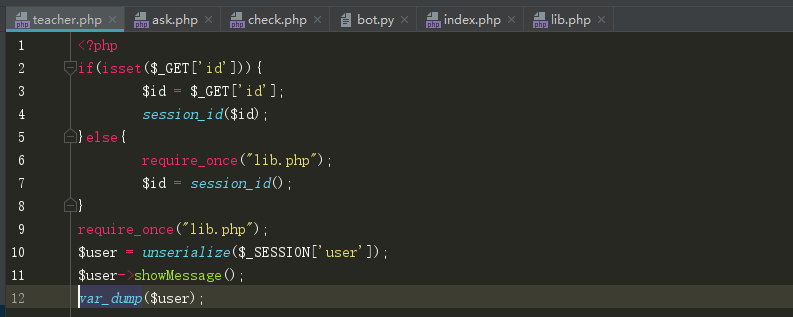 teacher.php × ask.php × check.php × bot.py × index.php × lib.php ×
1 <?php
2 if(isset($_GET['id'])){
3 $id = $_GET['id'];
4 session_id($id);
5 }else{
6 require_once("lib.php");
7 $id = session_id();
8 }
9 require_once("lib.php");
10 $user = unserialize($_SESSION['user']);
11 $user->showMessage();
12 var_dump($user);